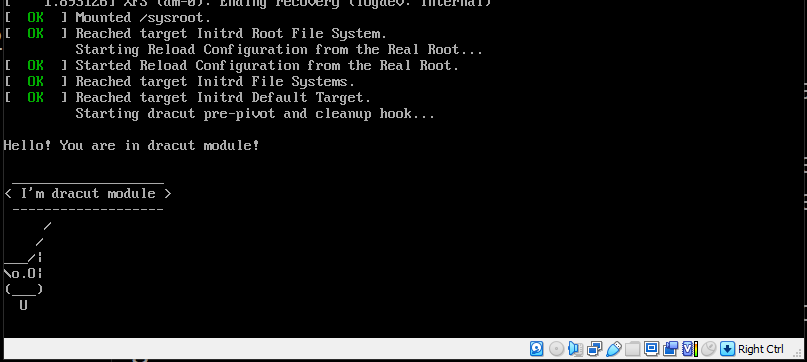 [    1.893126] XFS (dm-0): Ending recovery (logdev: internal)
[  OK  ] Mounted /sysroot.
[  OK  ] Reached target Initrd Root File System.
         Starting Reload Configuration from the Real Root...
[  OK  ] Started Reload Configuration from the Real Root.
[  OK  ] Reached target Initrd File Systems.
[  OK  ] Reached target Initrd Default Target.
         Starting dracut pre-pivot and cleanup hook...
Hello! You are in dracut module!
 ___________________
< I'm dracut module >
 -------------------
     /
    /
___/|
\o.O|
(___)
  U
Right Ctrl